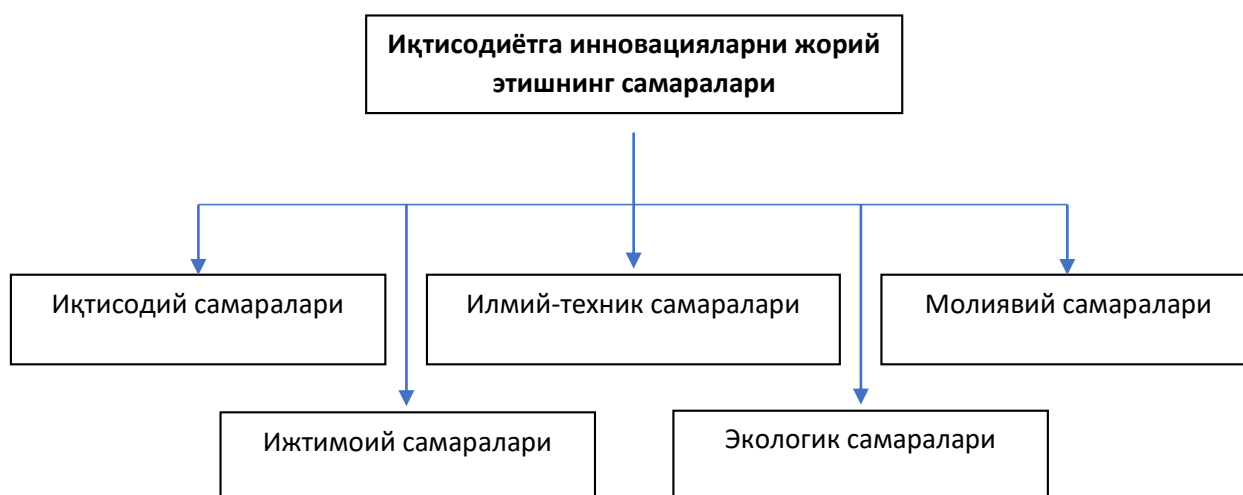 Иқтисодиётга инновацияларни жорий
этишнинг самаралари
Иқтисодий самаралари
Илмий-техник самаралари
Молиявий самаралари
Ижтимоий самаралари
Экологик самаралари